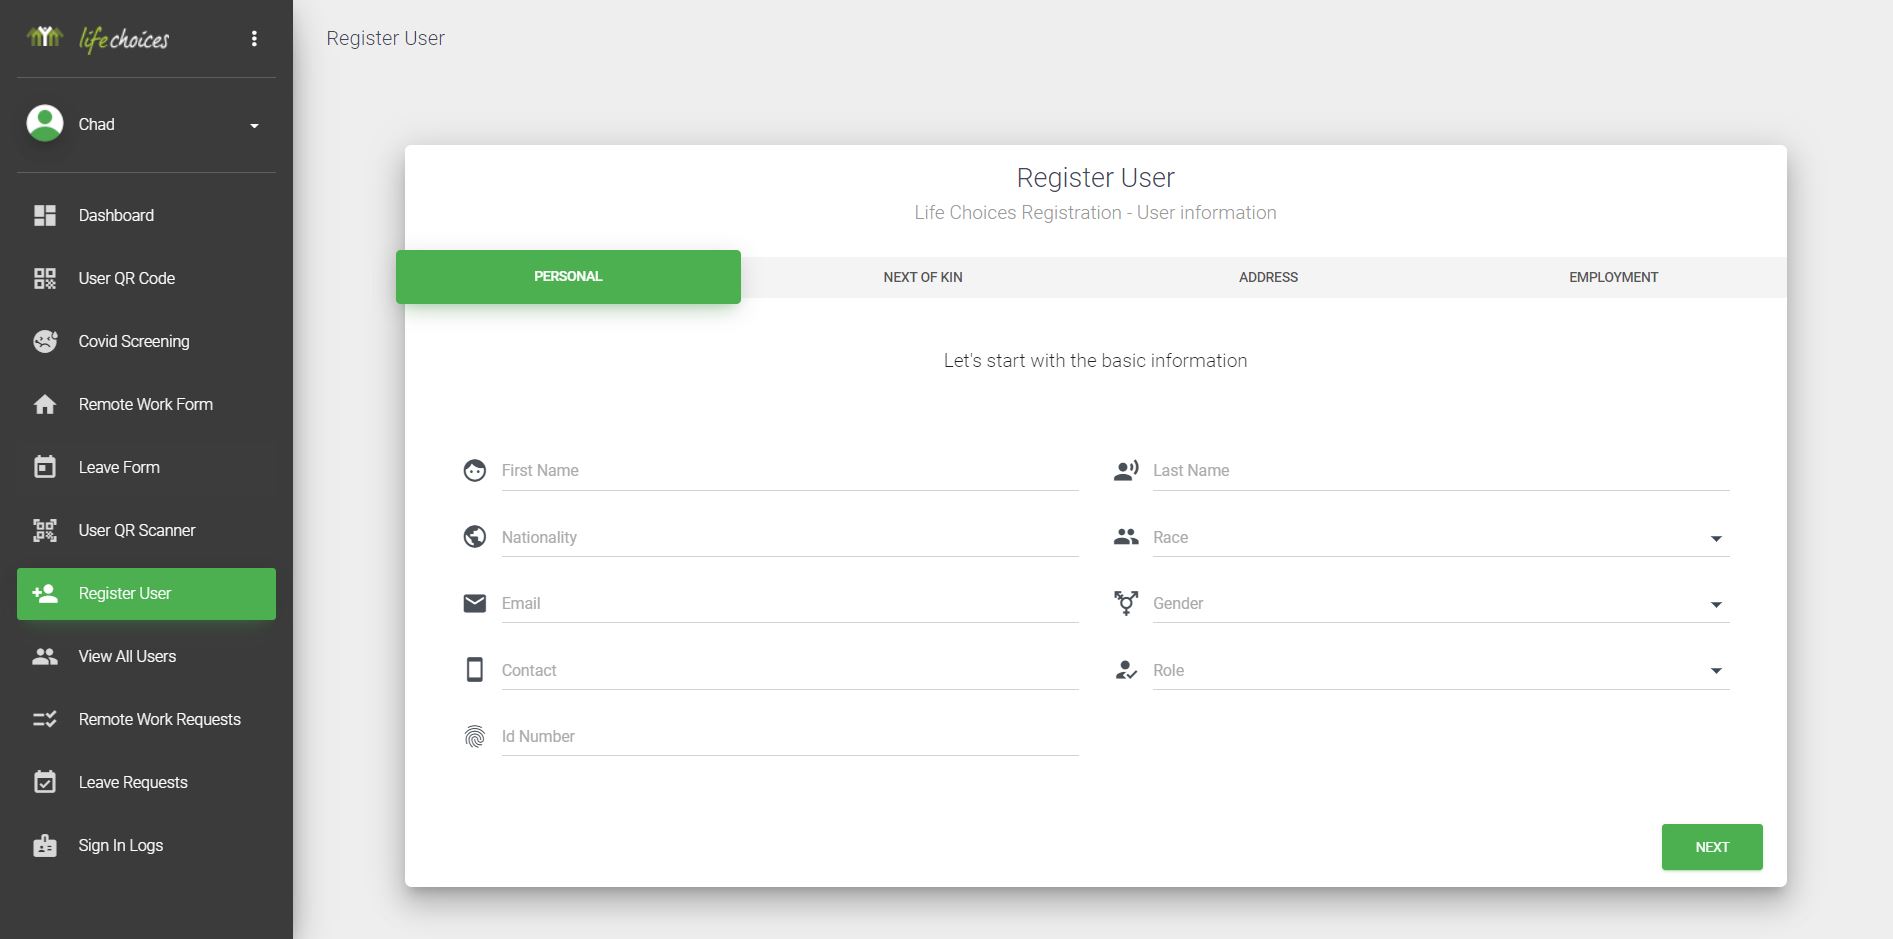 life choices
Chad
Dashboard
User QR Code
Covid Screening
Remote Work Form
Leave Form
User QR Scanner
Register User
View All Users
Remote Work Requests
Leave Requests
Sign In Logs
Register User
Register User
Life Choices Registration - User information
PERSONAL NEXT OF KIN ADDRESS EMPLOYMENT
Let's start with the basic information
First Name Last Name
Nationality Race
Email Gender
Contact Role
Id Number
NEXT